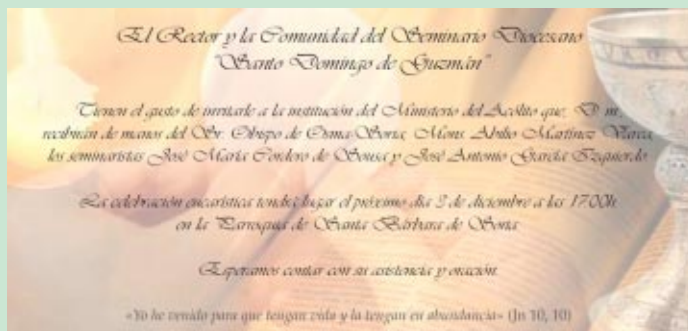 El Rector y la Comunidad del Seminario Diocesano
"Santo Domingo de Guzmán"
Tienen el gusto de invitarle a la institución del Ministerio del Acólito que, D. m.,
recibirán de manos del Sr. Obispo de Osma-Soria, Mons. Abilio Martínez Varea,
los seminaristas José María Cordero de Sousa y José Antonio García Izquierdo
La celebración eucarística tendrá lugar el próximo día 3 de diciembre a las 17.00h.
en la Parroquia de Santa Bárbara de Soria
Esperamos contar con su asistencia y oración.
«Yo he venido para que tengan vida y la tengan en abundancia» (Jn 10, 10)